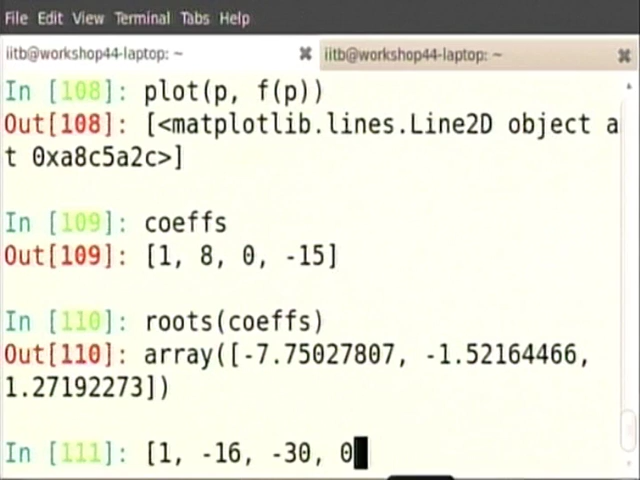 File Edit View Terminal Tabs Help
iitb@workshop44-laptop: ~ iitb@workshop44-laptop: ~
In [108]: plot(p, f(p))
Out[108]: [<matplotlib.lines.Line2D object a
t 0xa8c5a2c>]
In [109]: coeffs
Out[109]: [1, 8, 0, -15]
In [110]: roots(coeffs)
Out[110]: array([-7.75027807, -1.52164466,
1.27192273])
In [111]: [1, -16, -30, 0